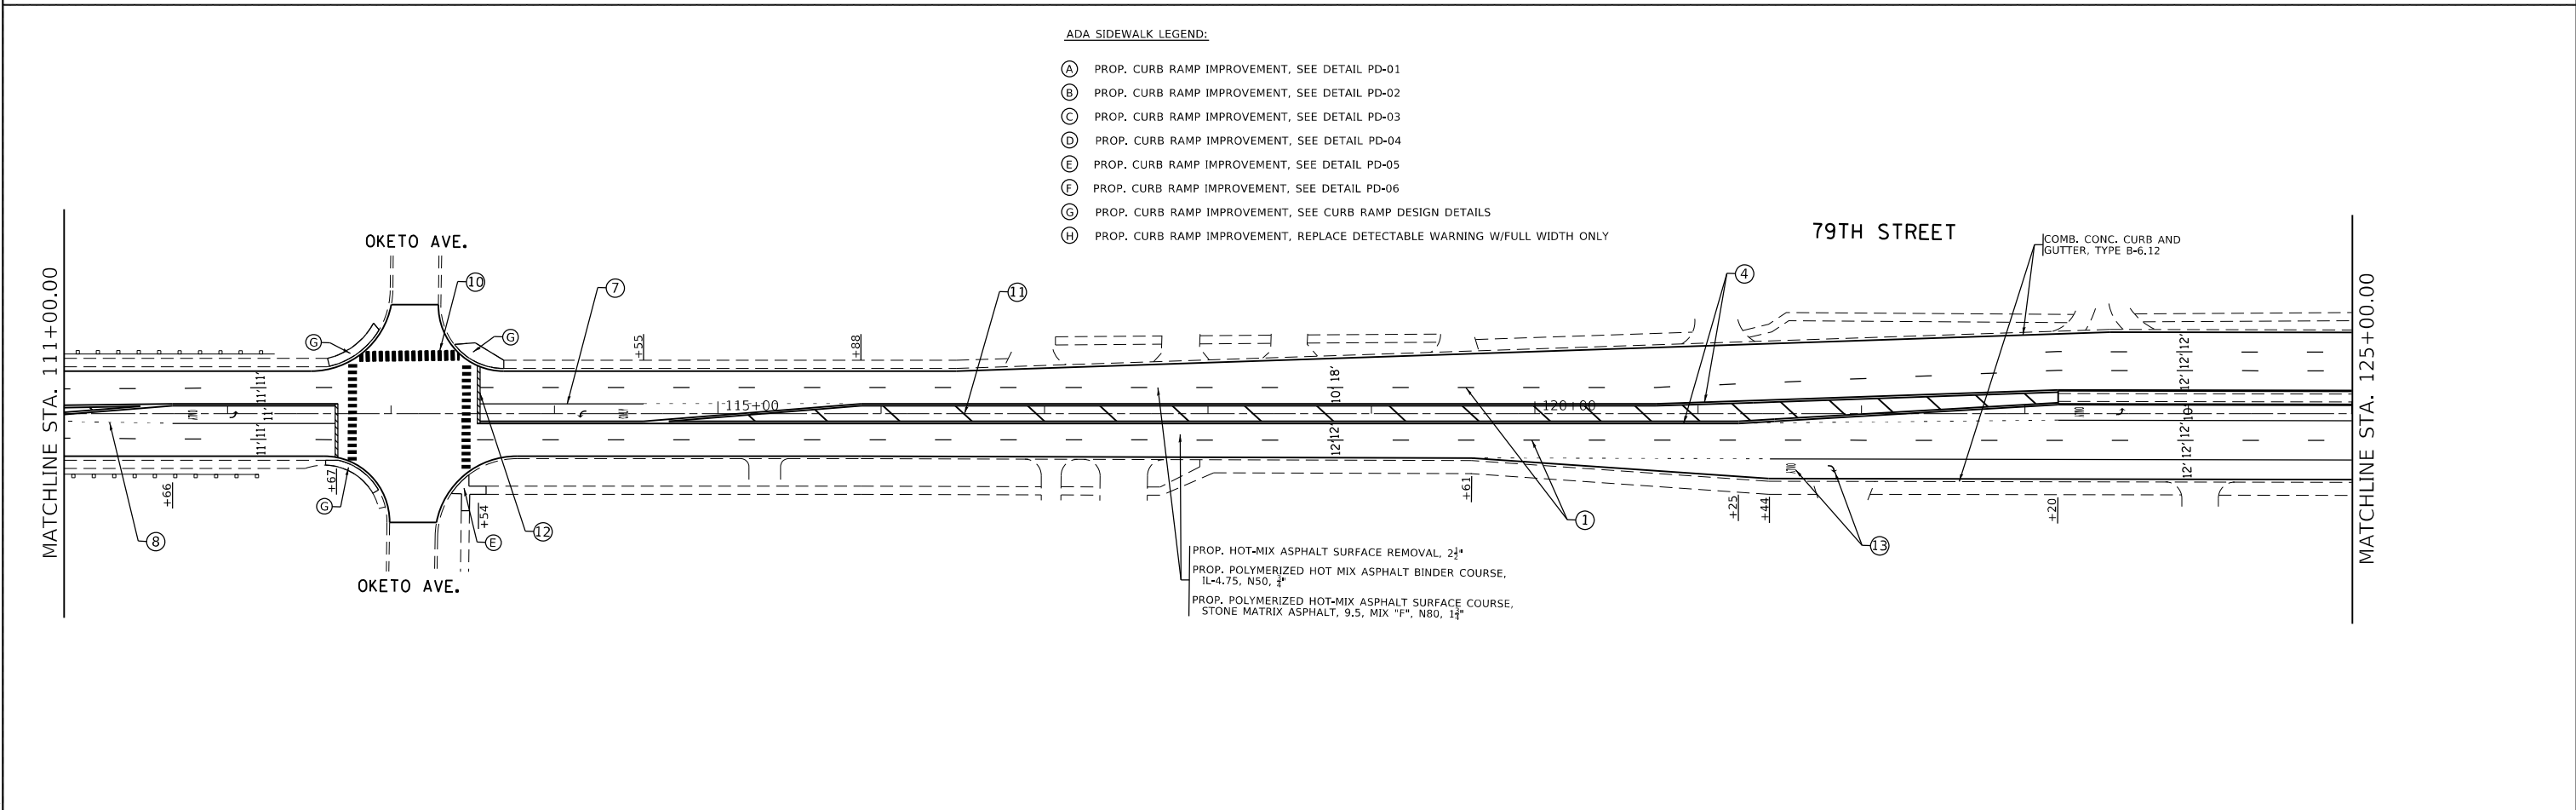 ADA SIDEWALK LEGEND:
A PROP. CURB RAMP IMPROVEMENT, SEE DETAIL PD-01
B PROP. CURB RAMP IMPROVEMENT, SEE DETAIL PD-02
C PROP. CURB RAMP IMPROVEMENT, SEE DETAIL PD-03
D PROP. CURB RAMP IMPROVEMENT, SEE DETAIL PD-04
E PROP. CURB RAMP IMPROVEMENT, SEE DETAIL PD-05
F PROP. CURB RAMP IMPROVEMENT, SEE DETAIL PD-06
G PROP. CURB RAMP IMPROVEMENT, SEE CURB RAMP DESIGN DETAILS
H PROP. CURB RAMP IMPROVEMENT, REPLACE DETECTABLE WARNING W/FULL WIDTH ONLY
79TH STREET
COMB. CONC. CURB AND
GUTTER, TYPE B-6.12
MATCHLINE STA. 111+00.00
OKETO AVE.
10
7
11
4
G
G
+55
+88
11' 11'
11'
11' 11'
10' 18'
12' 12'
12' 12' 12'
10'
12' 12' 12'
115+00
120+00
+66
+67
G
+54
E
12
8
+61
+25
+44
+20
1
13
OKETO AVE.
PROP. HOT-MIX ASPHALT SURFACE REMOVAL, 2½"
PROP. POLYMERIZED HOT MIX ASPHALT BINDER COURSE,
IL-4.75, N50, ¾"
PROP. POLYMERIZED HOT-MIX ASPHALT SURFACE COURSE,
STONE MATRIX ASPHALT, 9.5, MIX "F", N80, 1¾"
MATCHLINE STA. 125+00.00